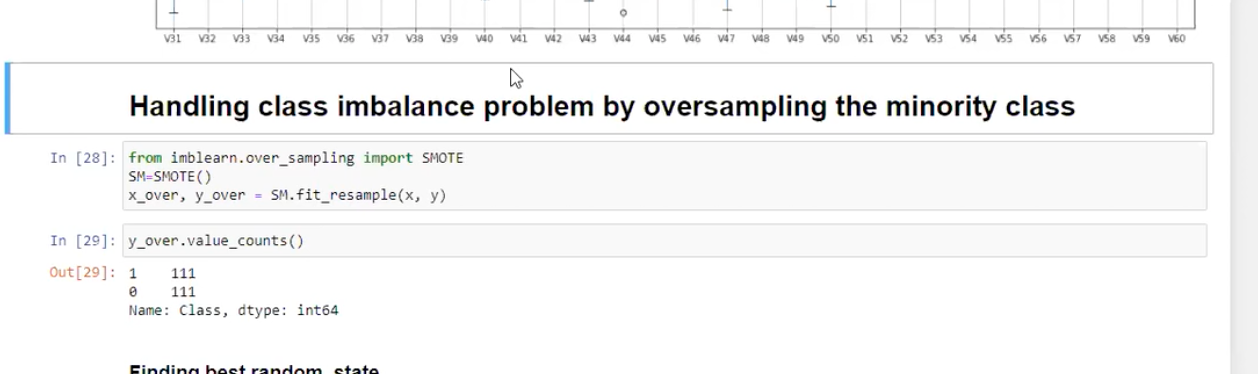 V31 V32 V33 V34 V35 V36 V37 V38 V39 V40 V41 V42 V43 V44 V45 V46 V47 V48 V49 V50 V51 V52 V53 V54 V55 V56 V57 V58 V59 V60
Handling class imbalance problem by oversampling the minority class
In [28]: from imblearn.over_sampling import SMOTE
SM=SMOTE()
x_over, y_over = SM.fit_resample(x, y)
In [29]: y_over.value_counts()
Out[29]: 1    111
0    111
Name: Class, dtype: int64
Finding best random_state